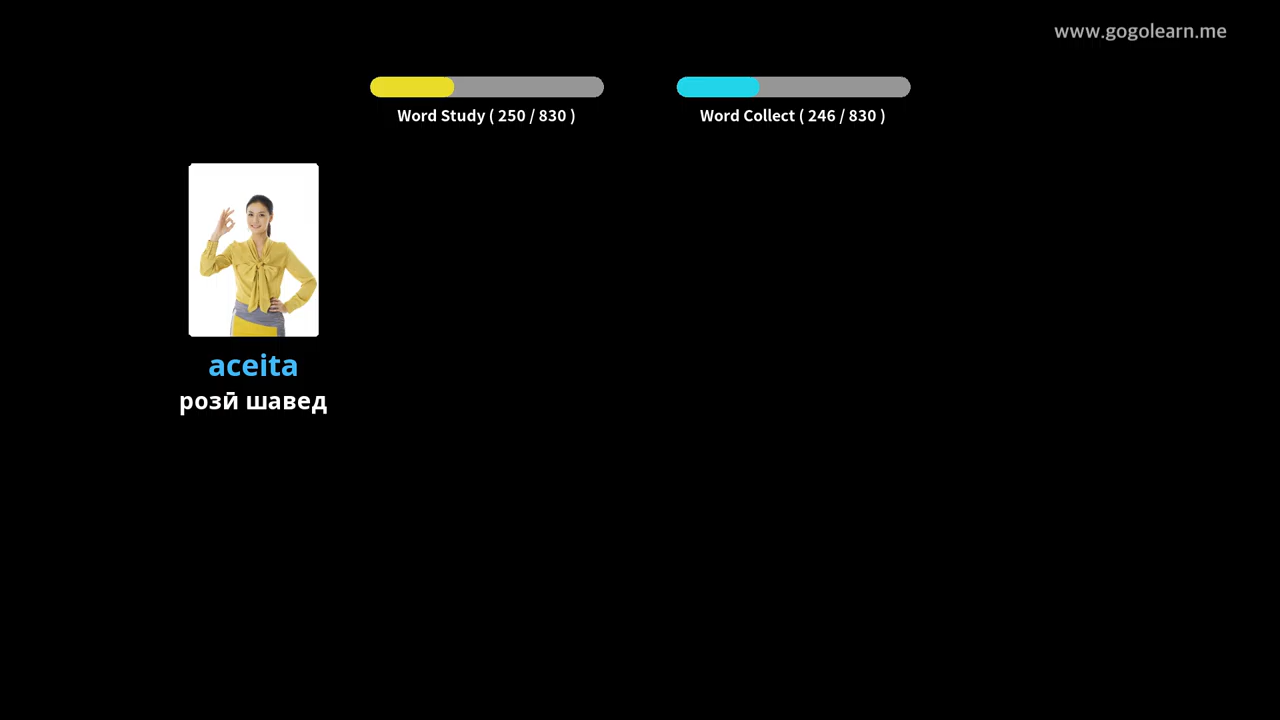 www.gogolearn.me
Word Study ( 250 / 830 )
Word Collect ( 246 / 830 )
aceita
розӣ шавед